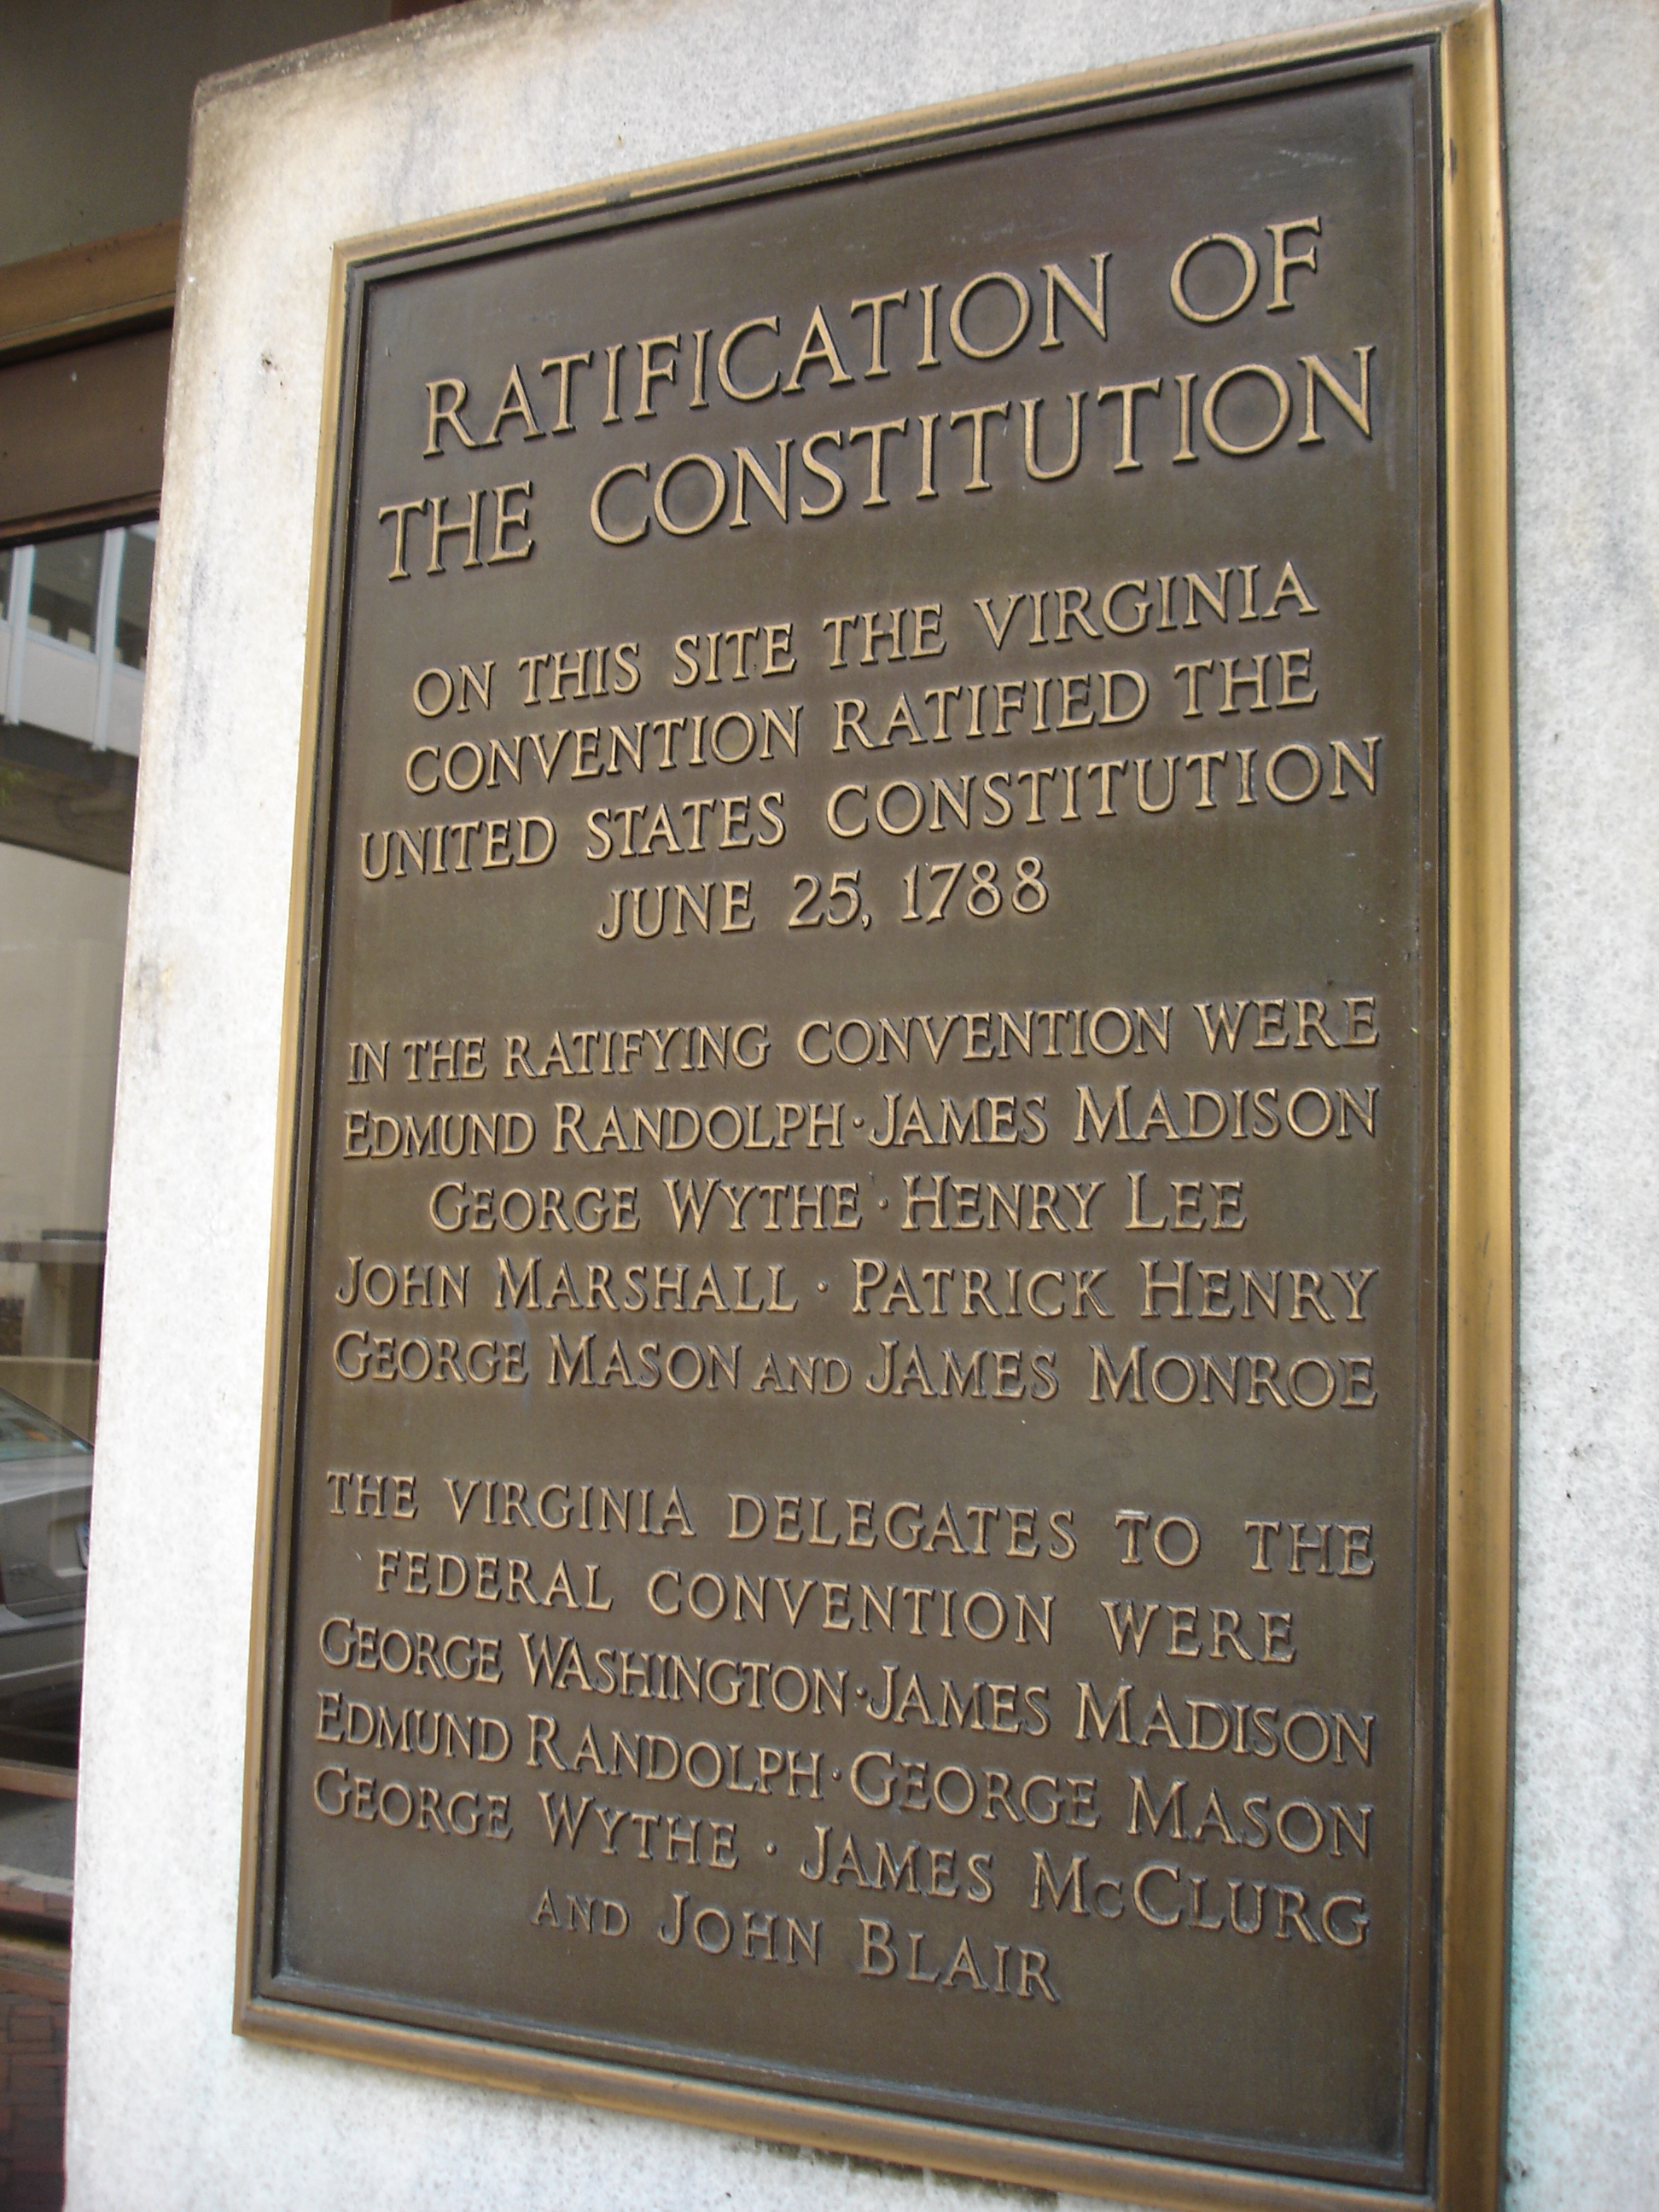 RATIFICATION OF
THE CONSTITUTION
ON THIS SITE THE VIRGINIA
CONVENTION RATIFIED THE
UNITED STATES CONSTITUTION
JUNE 25, 1788
IN THE RATIFYING CONVENTION WERE
EDMUND RANDOLPH · JAMES MADISON
GEORGE WYTHE · HENRY LEE
JOHN MARSHALL · PATRICK HENRY
GEORGE MASON AND JAMES MONROE
THE VIRGINIA DELEGATES TO THE
FEDERAL CONVENTION WERE
GEORGE WASHINGTON · JAMES MADISON
EDMUND RANDOLPH · GEORGE MASON
GEORGE WYTHE · JAMES MCCLURG
AND JOHN BLAIR